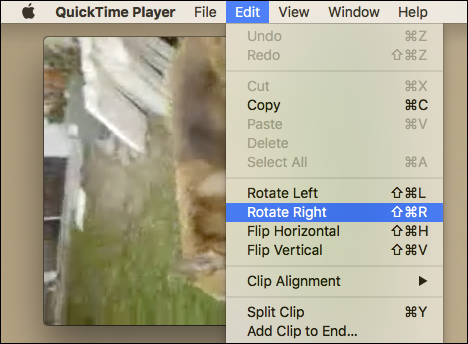 QuickTime Player File Edit View Window Help
Undo ⌘Z
Redo ⇧⌘Z
Cut ⌘X
Copy ⌘C
Paste ⌘V
Delete
Select All ⌘A
Rotate Left ⇧⌘L
Rotate Right ⇧⌘R
Flip Horizontal ⇧⌘H
Flip Vertical ⇧⌘V
Clip Alignment ▶
Split Clip ⌘Y
Add Clip to End...